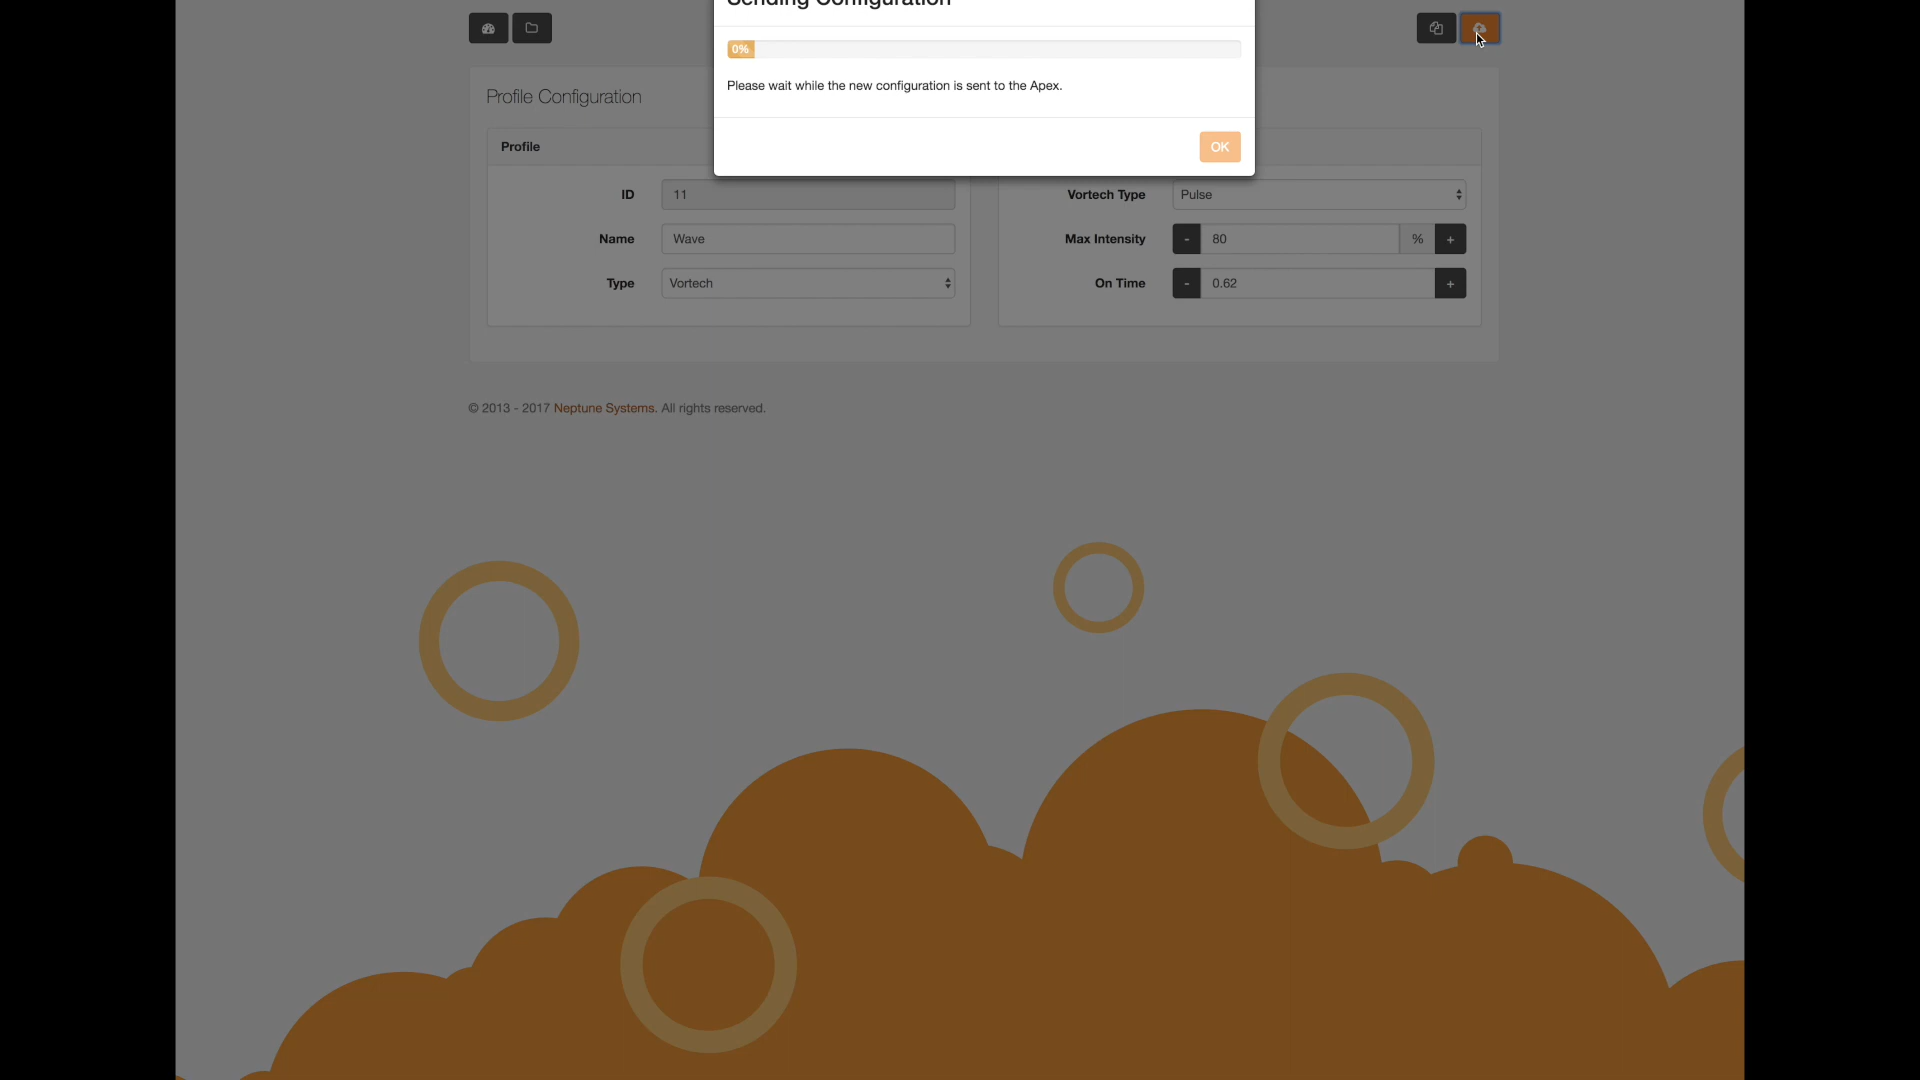 Sending Configuration
0%
Please wait while the new configuration is sent to the Apex.
OK
Profile Configuration
Profile
ID 11
Name Wave
Type Vortech
Vortech Type Pulse
Max Intensity - 80 % +
On Time - 0.62 +
© 2013 - 2017 Neptune Systems. All rights reserved.